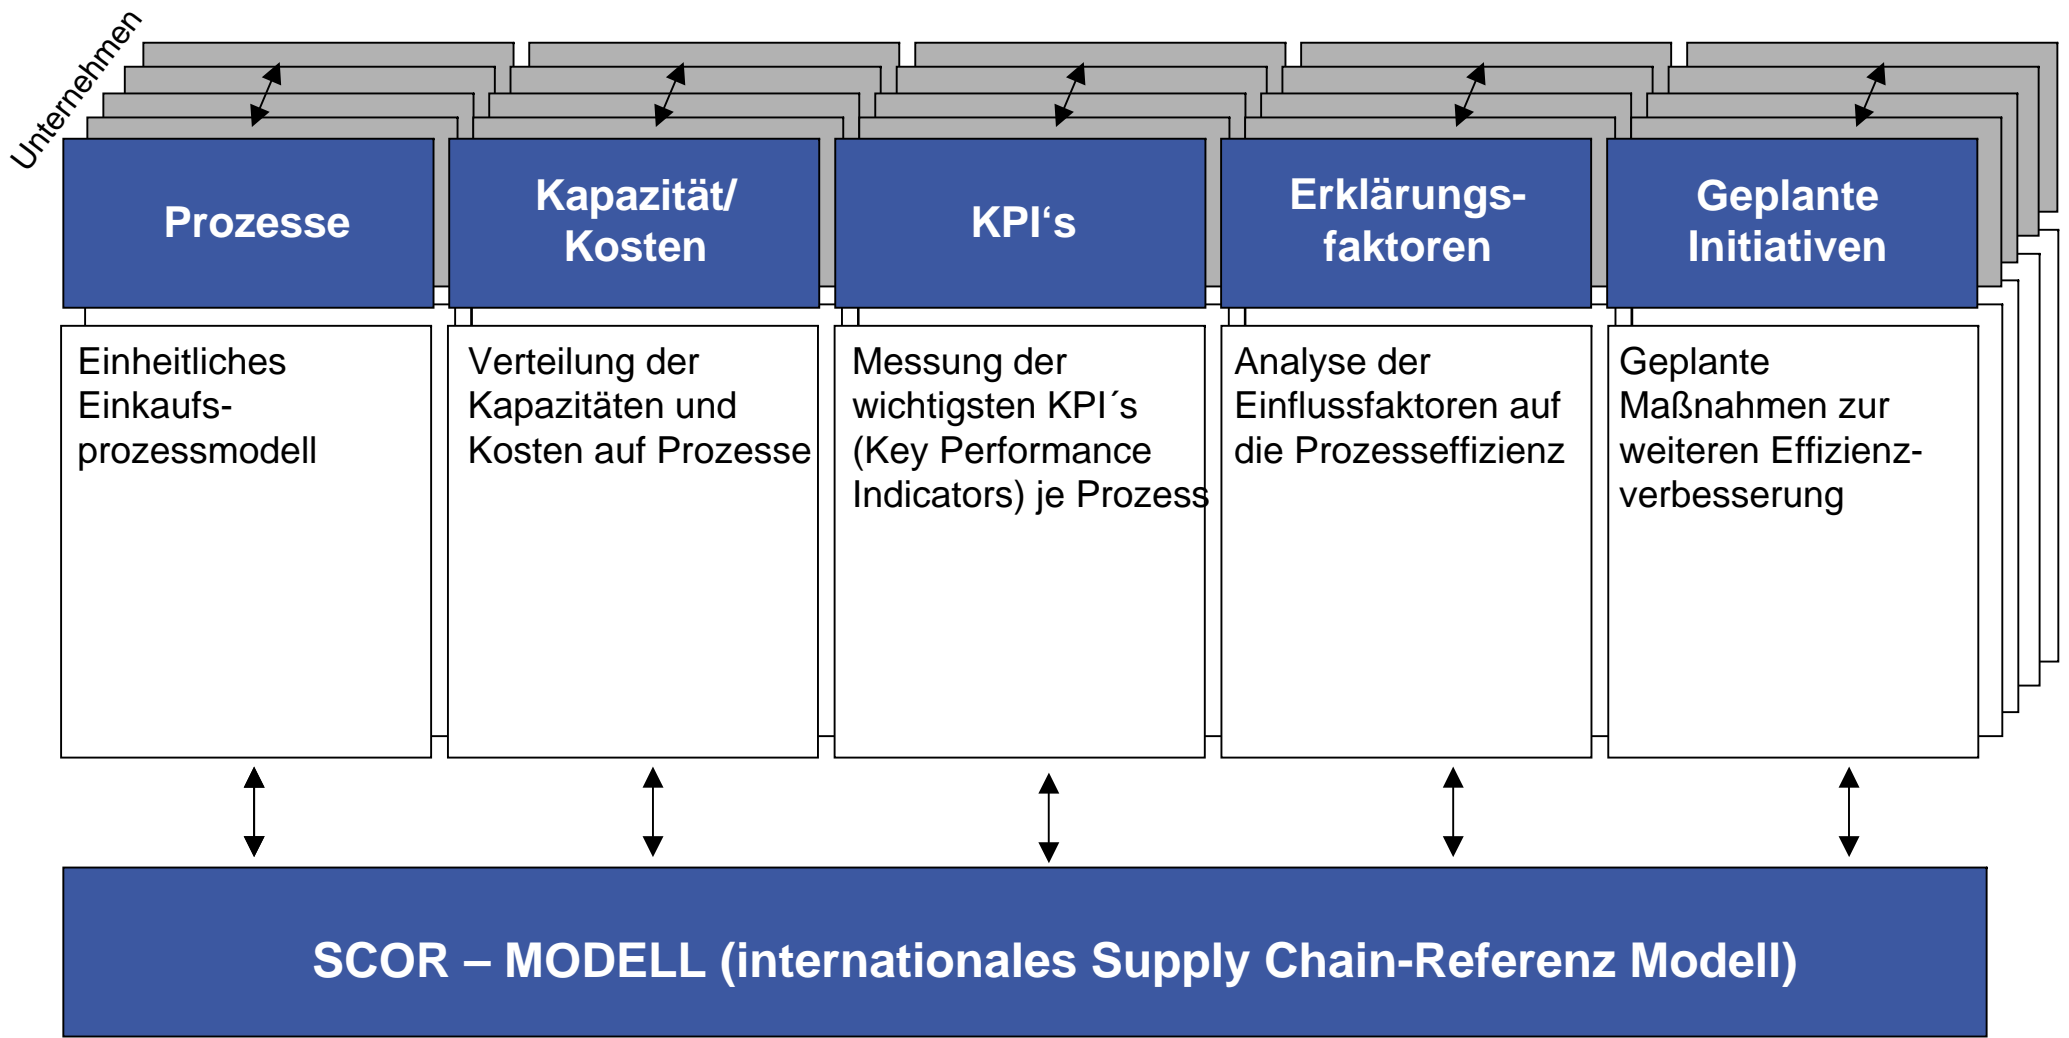 Unternehmen
Prozesse
Kapazität/
Kosten
KPI‘s
Erklärungs-
faktoren
Geplante
Initiativen
Einheitliches
Einkaufs-
prozessmodell
Verteilung der
Kapazitäten und
Kosten auf Prozesse
Messung der
wichtigsten KPI´s
(Key Performance
Indicators) je Prozess
Analyse der
Einflussfaktoren auf
die Prozesseffizienz
Geplante
Maßnahmen zur
weiteren Effizienz-
verbesserung
SCOR – MODELL (internationales Supply Chain-Referenz Modell)